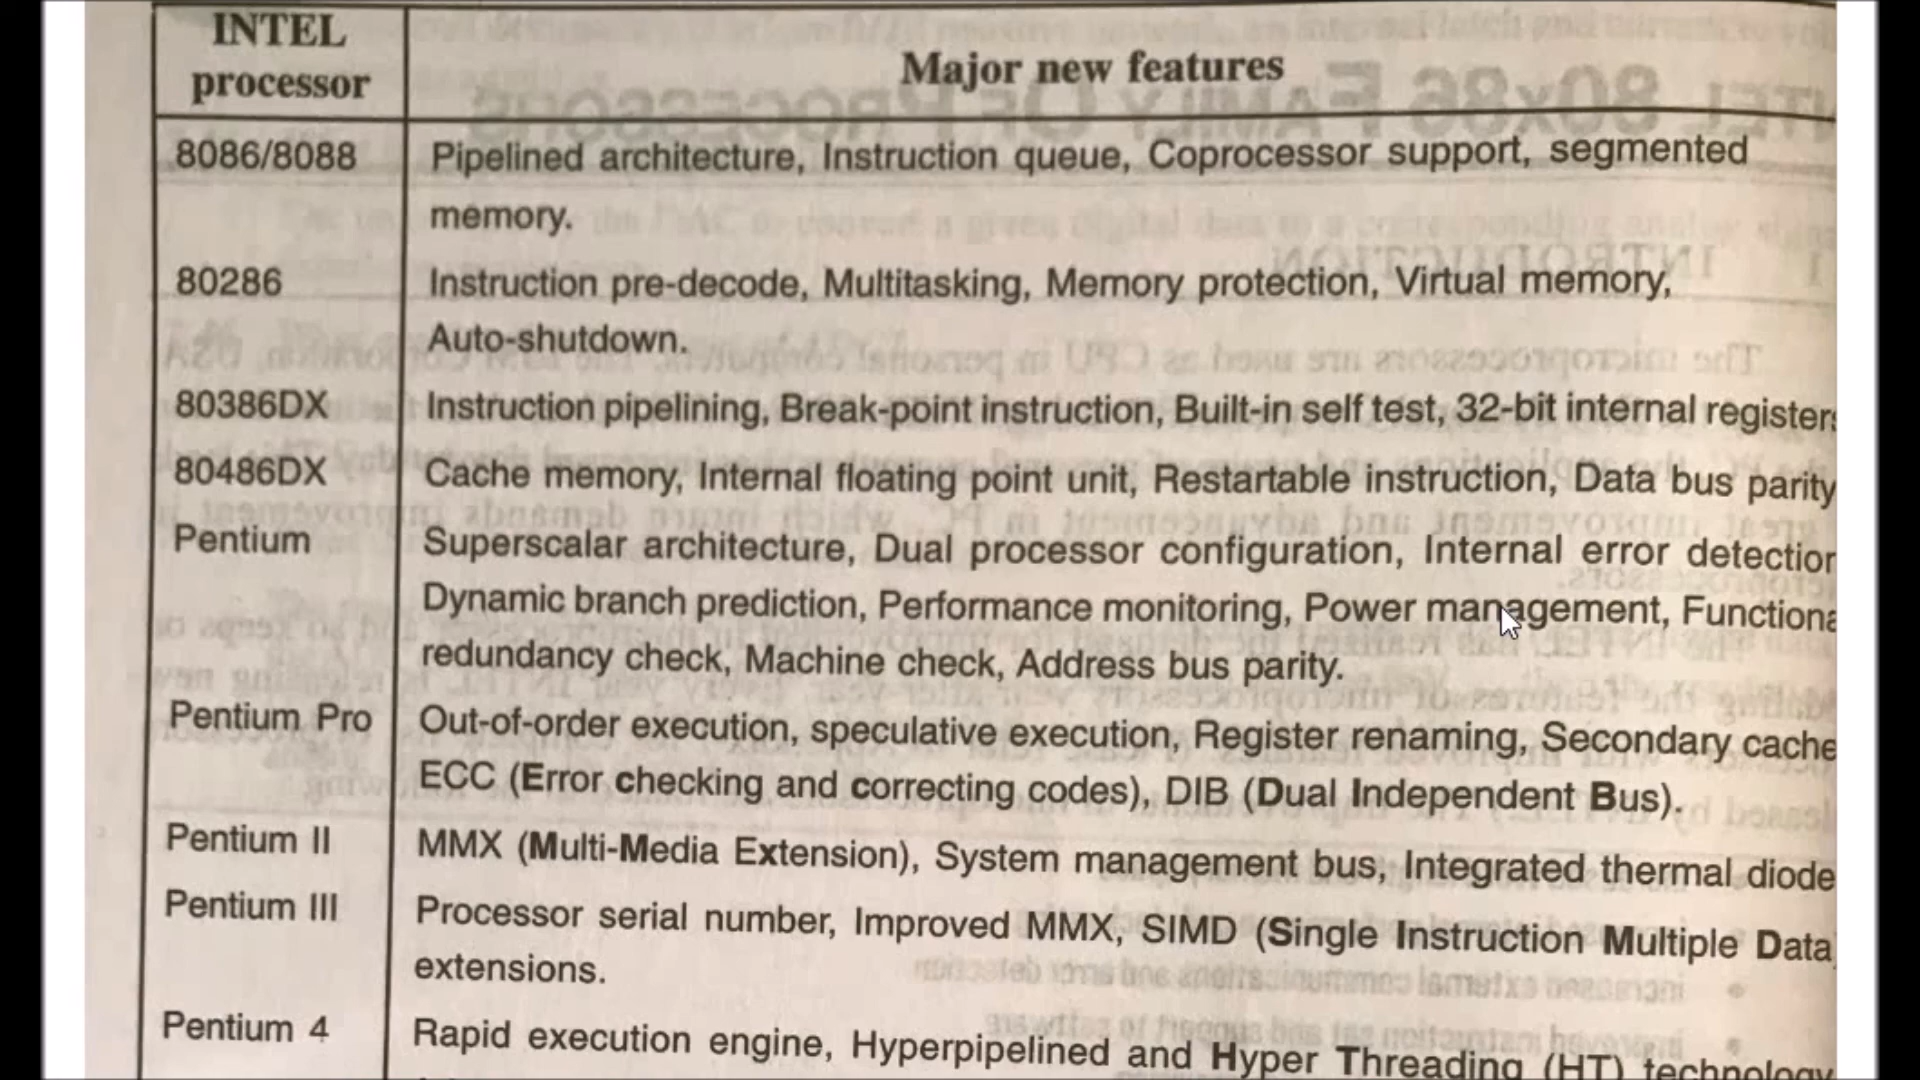 INTEL
processor
Major new features
8086/8088 Pipelined architecture, Instruction queue, Coprocessor support, segmented
memory.
80286 Instruction pre-decode, Multitasking, Memory protection, Virtual memory,
Auto-shutdown.
80386DX Instruction pipelining, Break-point instruction, Built-in self test, 32-bit internal registers
80486DX Cache memory, Internal floating point unit, Restartable instruction, Data bus parity
Pentium Superscalar architecture, Dual processor configuration, Internal error detection
Dynamic branch prediction, Performance monitoring, Power management, Functiona
redundancy check, Machine check, Address bus parity.
Pentium Pro Out-of-order execution, speculative execution, Register renaming, Secondary cache
ECC (Error checking and correcting codes), DIB (Dual Independent Bus).
Pentium II MMX (Multi-Media Extension), System management bus, Integrated thermal diode
Pentium III Processor serial number, Improved MMX, SIMD (Single Instruction Multiple Data)
extensions.
Pentium 4 Rapid execution engine, Hyperpipelined and Hyper Threading (HT) technology